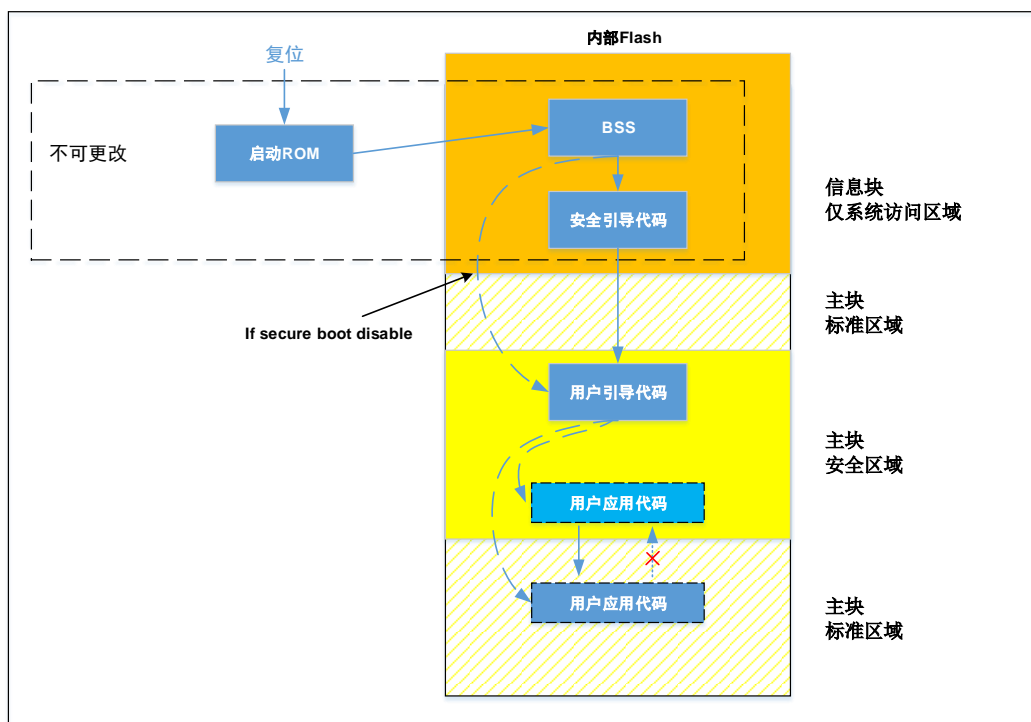 内部Flash
复位
不可更改
启动ROM
BSS
安全引导代码
信息块
仅系统访问区域
主块
标准区域
If secure boot disable
用户引导代码
主块
安全区域
用户应用代码
用户应用代码
主块
标准区域